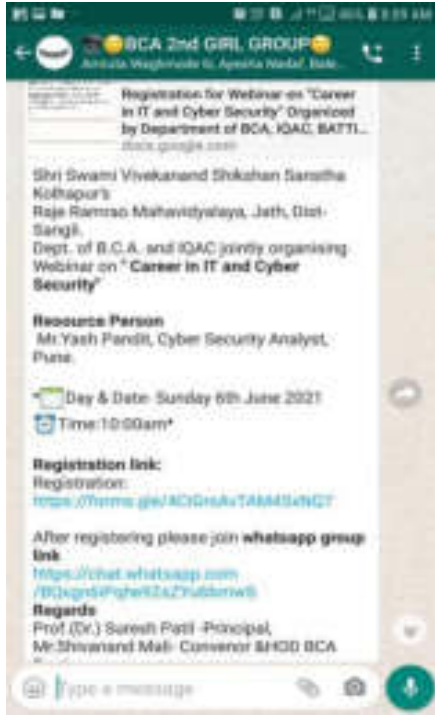 BCA 2nd GIRL GROUP
Registration for Webinar on "Career
in IT and Cyber Security" Organized
by Department of BCA, IQAC, BATTI...
docs.google.com
Shri Swami Vivekanand Shikshan Sanstha
Kolhapur's
Raje Ramrao Mahavidyalaya, Jath, Dist-
Sangli.
Dept. of B.C.A. and IQAC jointly organising
Webinar on " Career in IT and Cyber
Security"
Resource Person
Mr.Yash Pandit, Cyber Security Analyst,
Pune.
*📅Day & Date- Sunday 6th June 2021
⏰Time:10:00am*
Registration link:
Registration:
After registering please join whatsapp group
link
https://chat.whatsapp.com
Regards
Prof.(Dr.) Suresh Patil -Principal,
Mr.Shivanand Mali- Convenor &HOD BCA
Type a message